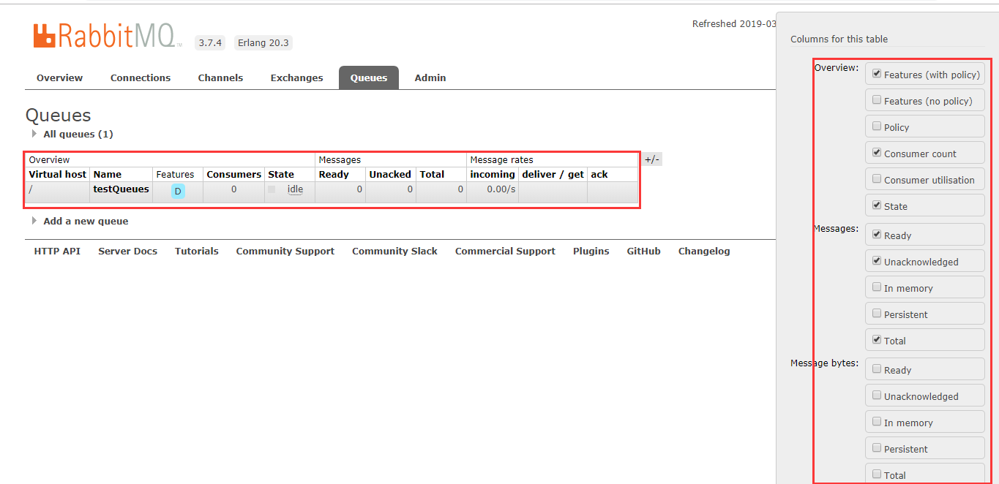 RabbitMQ TM 3.7.4 Erlang 20.3
Refreshed 2019-03
Overview Connections Channels Exchanges Queues Admin
Queues
All queues (1)
Overview Messages Message rates +/-
Virtual host Name Features Consumers State Ready Unacked Total incoming deliver / get ack
/ testQueues D 0 idle 0 0 0 0.00/s
Add a new queue
HTTP API Server Docs Tutorials Community Support Community Slack Commercial Support Plugins GitHub Changelog
Columns for this table
Overview: Features (with policy)
Features (no policy)
Policy
Consumer count
Consumer utilisation
State
Messages: Ready
Unacknowledged
In memory
Persistent
Total
Message bytes: Ready
Unacknowledged
In memory
Persistent
Total